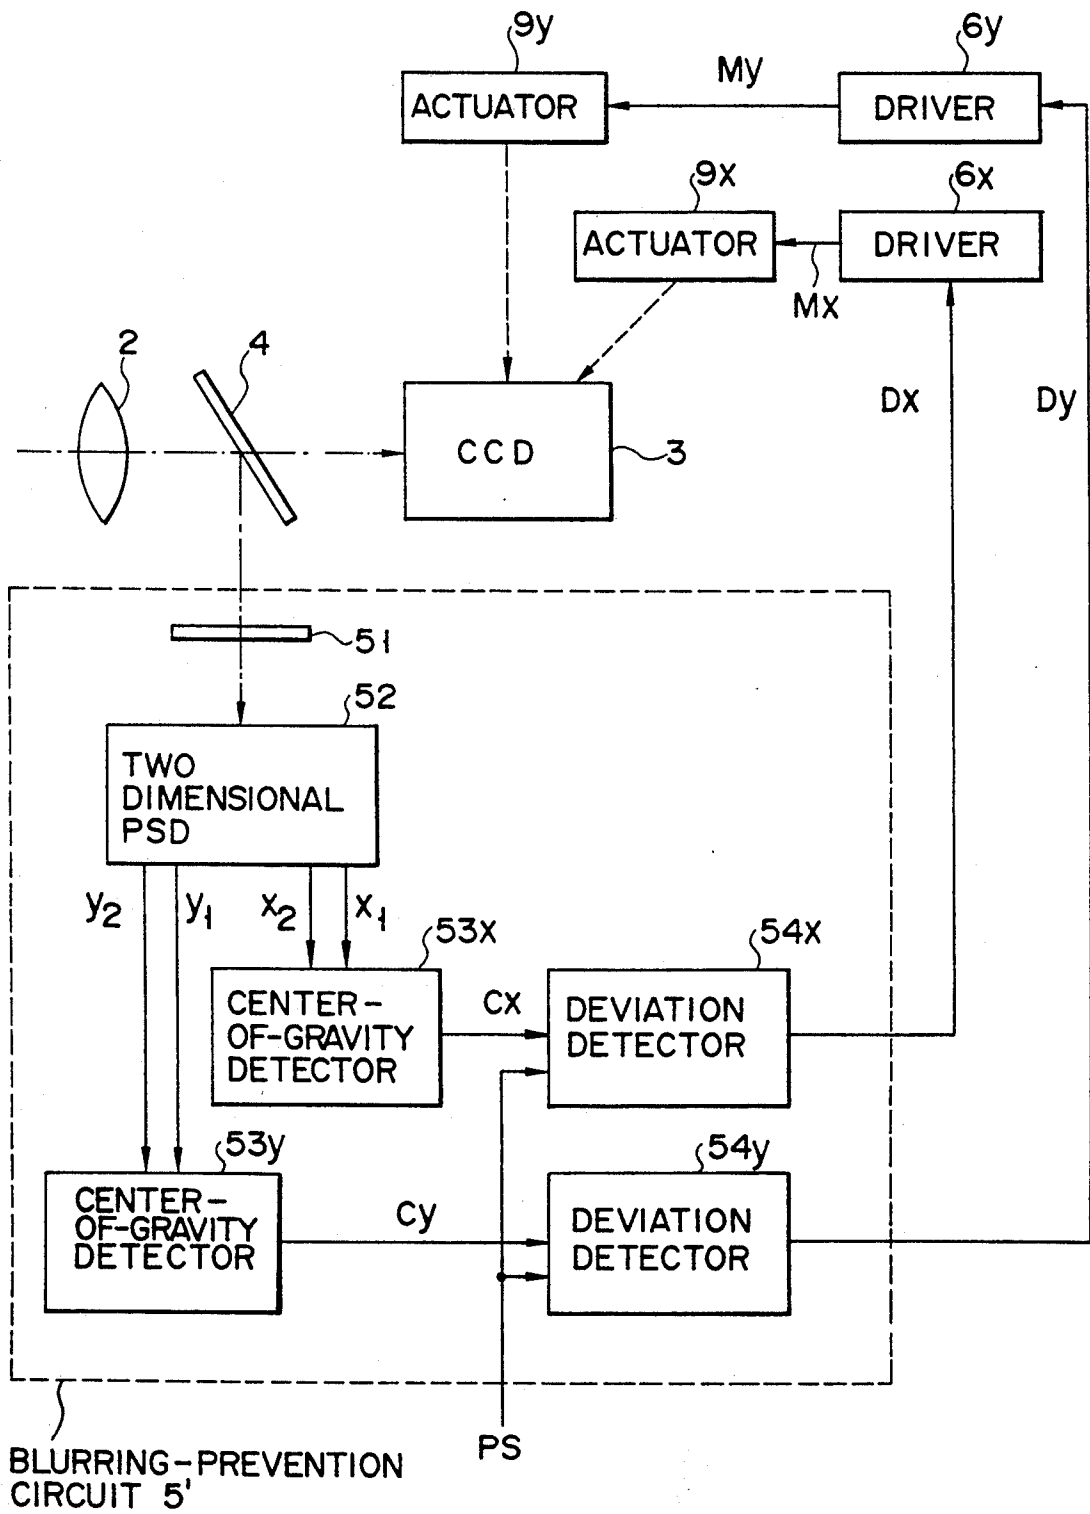 9y
6y
ACTUATOR
My
DRIVER
9x
6x
ACTUATOR
DRIVER
Mx
2
4
Dx
Dy
CCD
3
51
52
TWO
DIMENSIONAL
PSD
y2
y1
x2
x1
53x
54x
CENTER-
OF-GRAVITY
DETECTOR
Cx
DEVIATION
DETECTOR
53y
54y
CENTER-
OF-GRAVITY
DETECTOR
Cy
DEVIATION
DETECTOR
PS
BLURRING-PREVENTION
CIRCUIT 5'